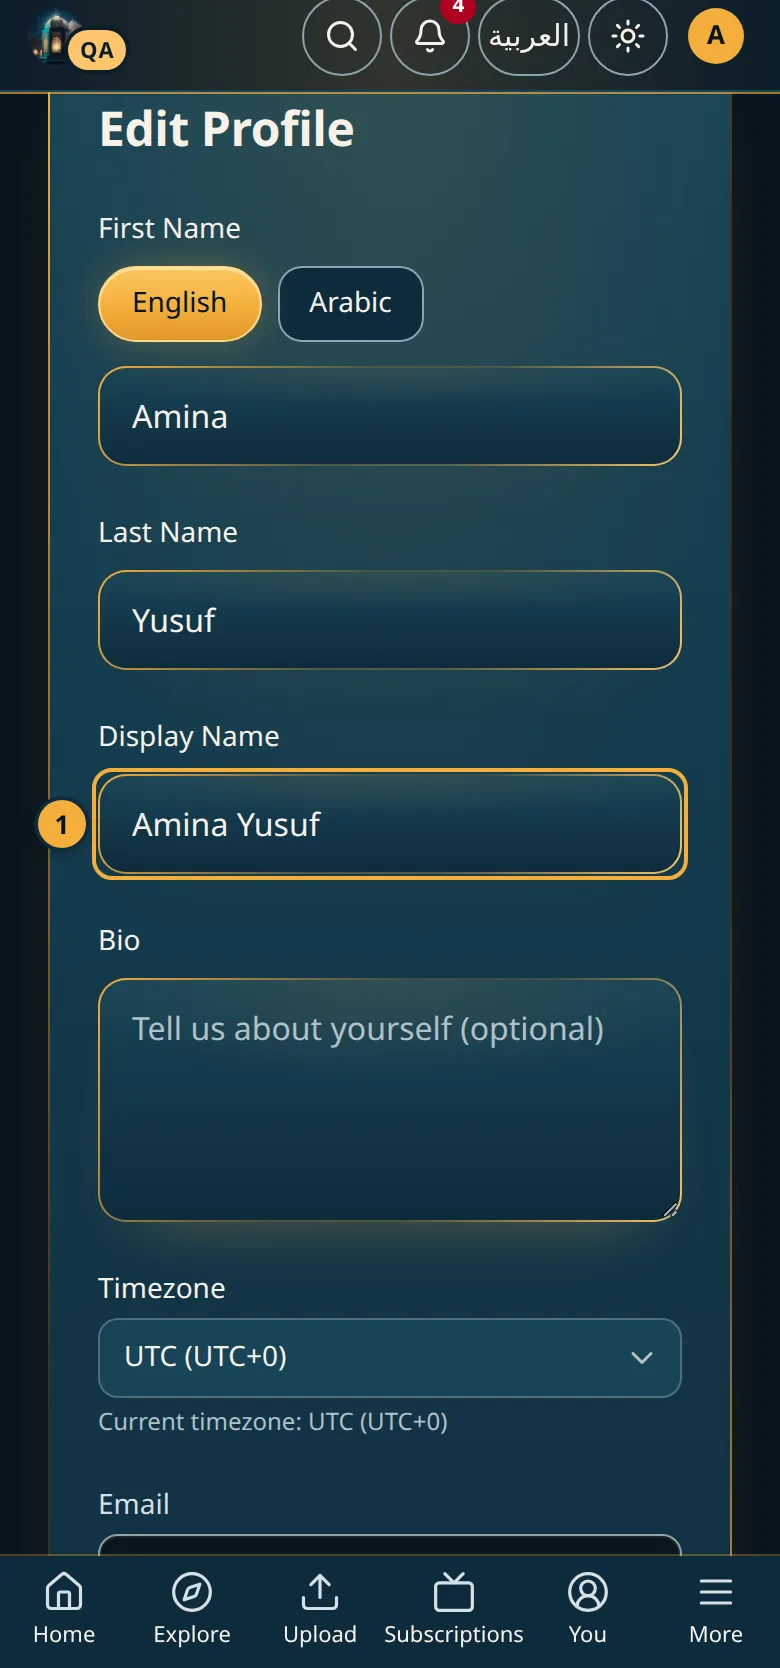 QA
4
العربية
A
Edit Profile
First Name
English
Arabic
Amina
Last Name
Yusuf
Display Name
1
Amina Yusuf
Bio
Tell us about yourself (optional)
Timezone
UTC (UTC+0)
Current timezone: UTC (UTC+0)
Email
Home
Explore
Upload
Subscriptions
You
More